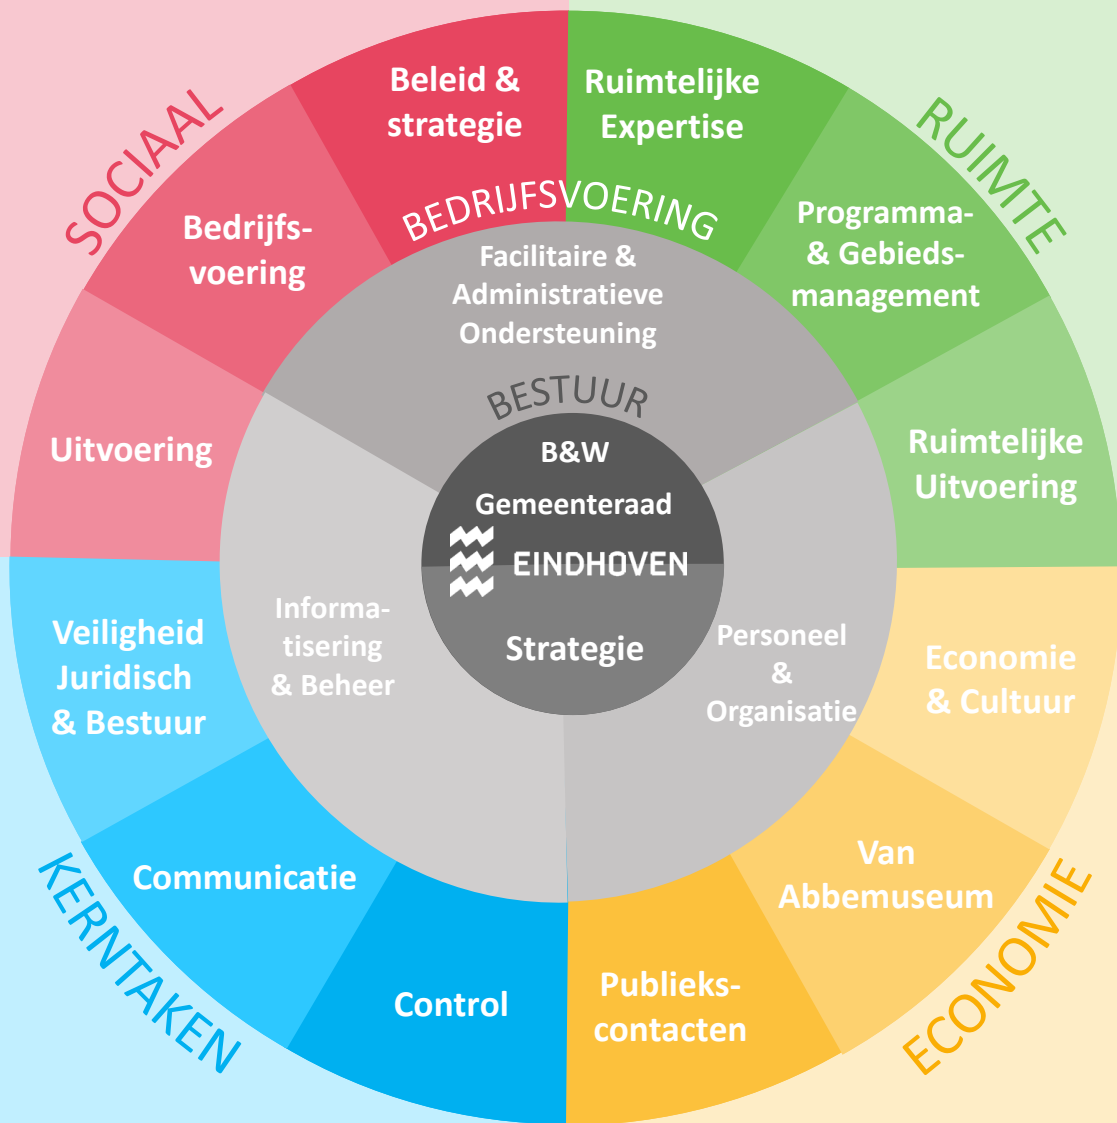 SOCIAAL
Beleid &
strategie
Bedrijfs-
voering
Uitvoering
RUIMTE
Ruimtelijke
Expertise
Programma-
& Gebieds-
management
Ruimtelijke
Uitvoering
BEDRIJFSVOERING
Facilitaire &
Administratieve
Ondersteuning
Informa-
tisering
& Beheer
Personeel
&
Organisatie
BESTUUR
B&W
Gemeenteraad
EINDHOVEN
Strategie
KERNTAKEN
Veiligheid
Juridisch
& Bestuur
Communicatie
Control
ECONOMIE
Economie
& Cultuur
Van
Abbemuseum
Publieks-
contacten